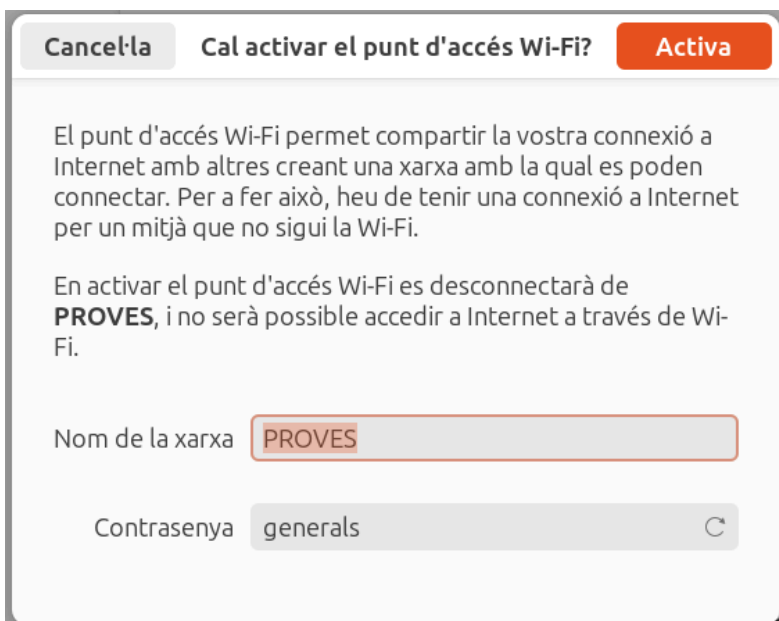 Cancel·la Cal activar el punt d'accés Wi-Fi? Activa
El punt d'accés Wi-Fi permet compartir la vostra connexió a
Internet amb altres creant una xarxa amb la qual es poden
connectar. Per a fer això, heu de tenir una connexió a Internet
per un mitjà que no sigui la Wi-Fi.
En activar el punt d'accés Wi-Fi es desconnectarà de
PROVES, i no serà possible accedir a Internet a través de Wi-
Fi.
Nom de la xarxa PROVES
Contrasenya generals